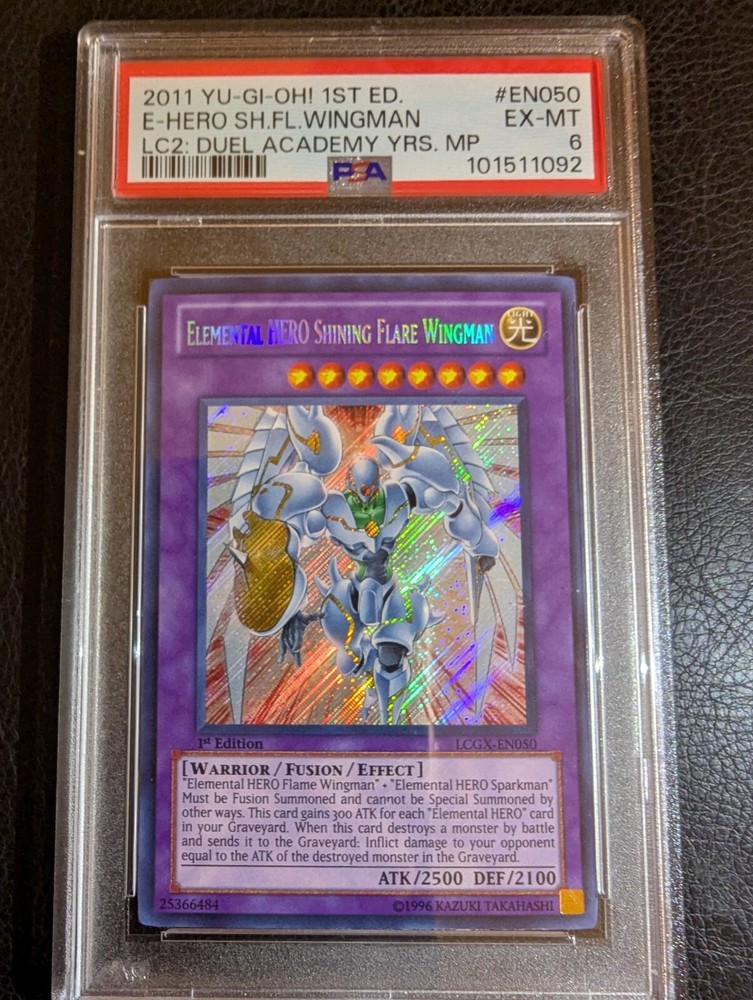 2011 YU-GI-OH! 1ST ED. #EN050
E-HERO SH.FL.WINGMAN EX-MT
LC2: DUEL ACADEMY YRS. MP 6
PSA 101511092
ELEMENTAL HERO SHINING FLARE WINGMAN
LIGHT
光
1st Edition LCGX-EN050
[WARRIOR / FUSION / EFFECT]
"Elemental HERO Flame Wingman" + "Elemental HERO Sparkman"
Must be Fusion Summoned and cannot be Special Summoned by
other ways. This card gains 300 ATK for each "Elemental HERO" card
in your Graveyard. When this card destroys a monster by battle
and sends it to the Graveyard: Inflict damage to your opponent
equal to the ATK of the destroyed monster in the Graveyard.
ATK/2500 DEF/2100
25366484 ©1996 KAZUKI TAKAHASHI